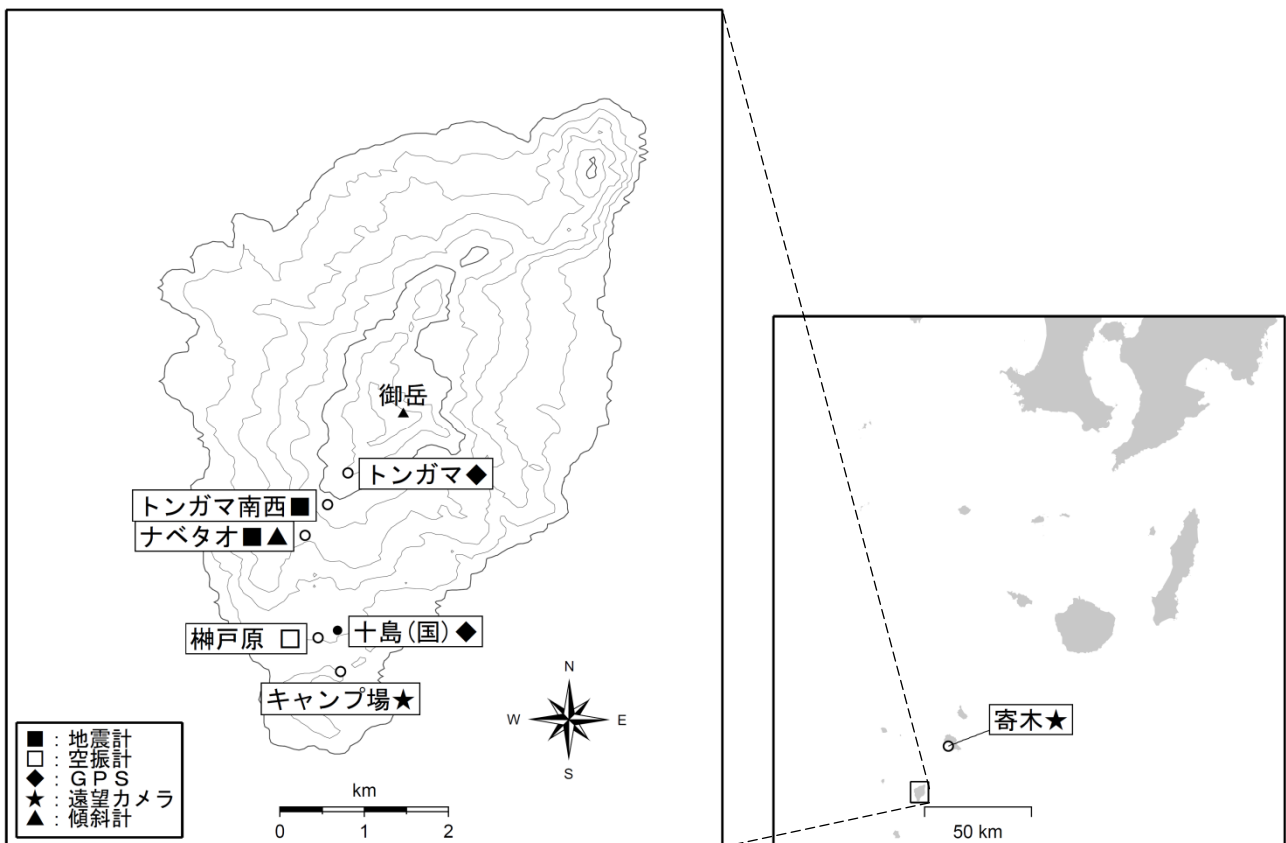 御岳
トンガマ◆
トンガマ南西■
ナベタオ■▲
榊戸原 □
十島(国)◆
キャンプ場★
N
W
E
S
■：地震計
□：空振計
◆：ＧＰＳ
★：遠望カメラ
▲：傾斜計
km
0 1 2
寄木★
50 km